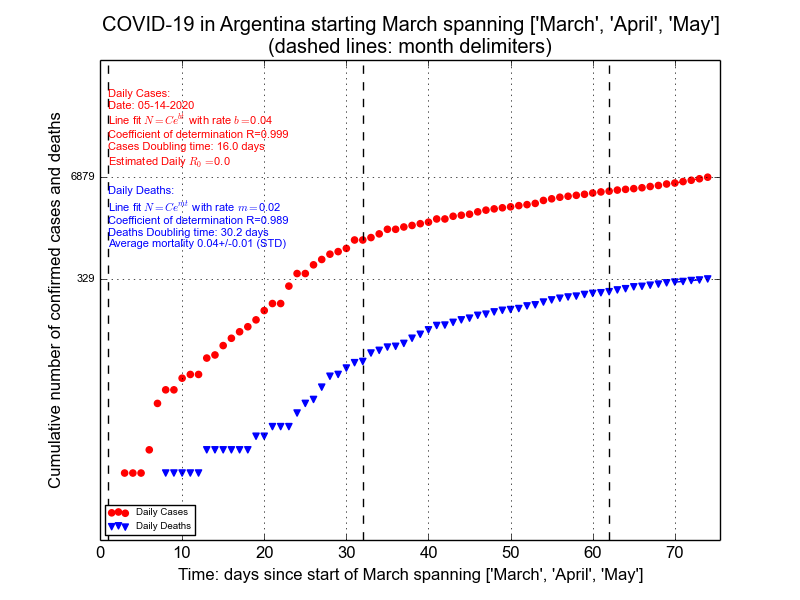 COVID-19 in Argentina starting March spanning ['March', 'April', 'May']
(dashed lines: month delimiters)
Daily Cases:
Date: 05-14-2020
Line fit N = Ce^{bt} with rate b = 0.04
Coefficient of determination R=0.999
Cases Doubling time: 16.0 days
Estimated Daily R_0 = 0.0
Daily Deaths:
Line fit N = Ce^{mt} with rate m = 0.02
Coefficient of determination R=0.989
Deaths Doubling time: 30.2 days
Average mortality 0.04+/-0.01 (STD)
6879
329
Cumulative number of confirmed cases and deaths
Daily Cases
Daily Deaths
0 10 20 30 40 50 60 70
Time: days since start of March spanning ['March', 'April', 'May']